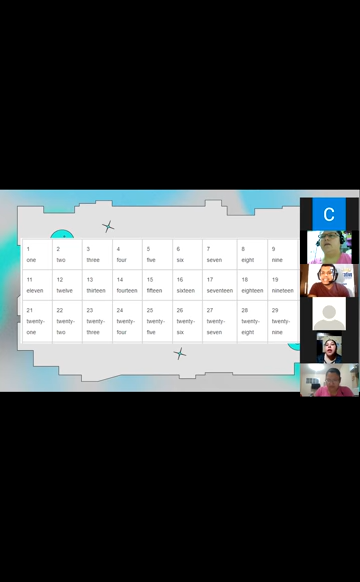 C
1 2 3 4 5 6 7 8 9
one two three four five six seven eight nine
11 12 13 14 15 16 17 18 19
eleven twelve thirteen fourteen fifteen sixteen seventeen eighteen nineteen
21 22 23 24 25 26 27 28 29
twenty- twenty- twenty- twenty- twenty- twenty- twenty- twenty- twenty-
one two three four five six seven eight nine